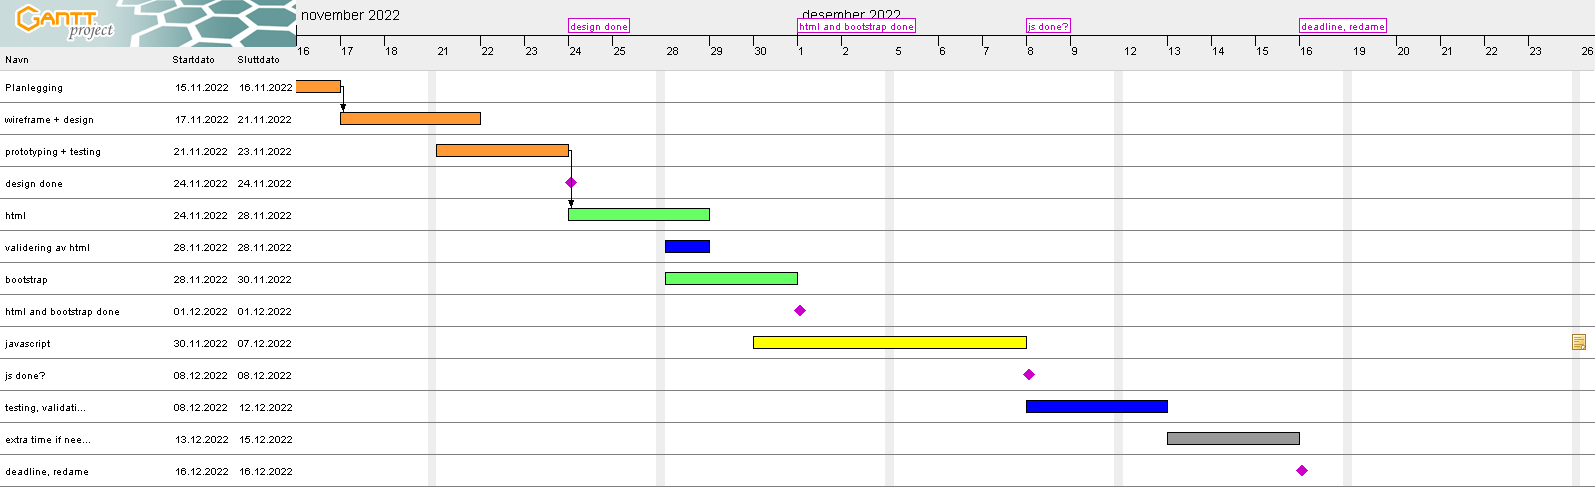 GANTT
project
november 2022
desember 2022
design done
html and bootstrap done
js done?
deadline, redame
16 17 18 21 22 23 24 25 28 29 30 1 2 5 6 7 8 9 12 13 14 15 16 19 20 21 22 23 26
Navn Startdato Sluttdato
Planlegging 15.11.2022 16.11.2022
wireframe + design 17.11.2022 21.11.2022
prototyping + testing 21.11.2022 23.11.2022
design done 24.11.2022 24.11.2022
html 24.11.2022 28.11.2022
validering av html 28.11.2022 28.11.2022
bootstrap 28.11.2022 30.11.2022
html and bootstrap done 01.12.2022 01.12.2022
javascript 30.11.2022 07.12.2022
js done? 08.12.2022 08.12.2022
testing, validati... 08.12.2022 12.12.2022
extra time if nee... 13.12.2022 15.12.2022
deadline, redame 16.12.2022 16.12.2022